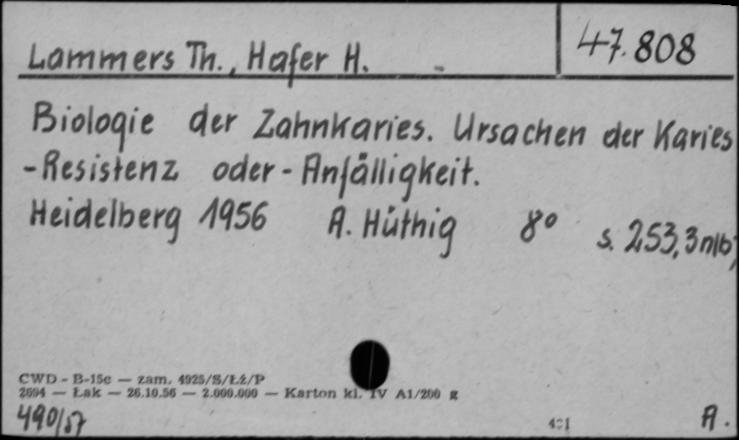 Lammers Th., Hafer H. - 47.808
Biologie der Zahnkaries. Ursachen der Karies
-Resistenz oder - Anfälligkeit.
Heidelberg 1956 A. Hüthig 8° s. 253, 3 nlb,
CWD - B-15c — zam. 4925/S/Łź/P
2694 — Łak — 26.10.56 — 2.000.000 — Karton kl. IV A1/200 g
490/57 A.